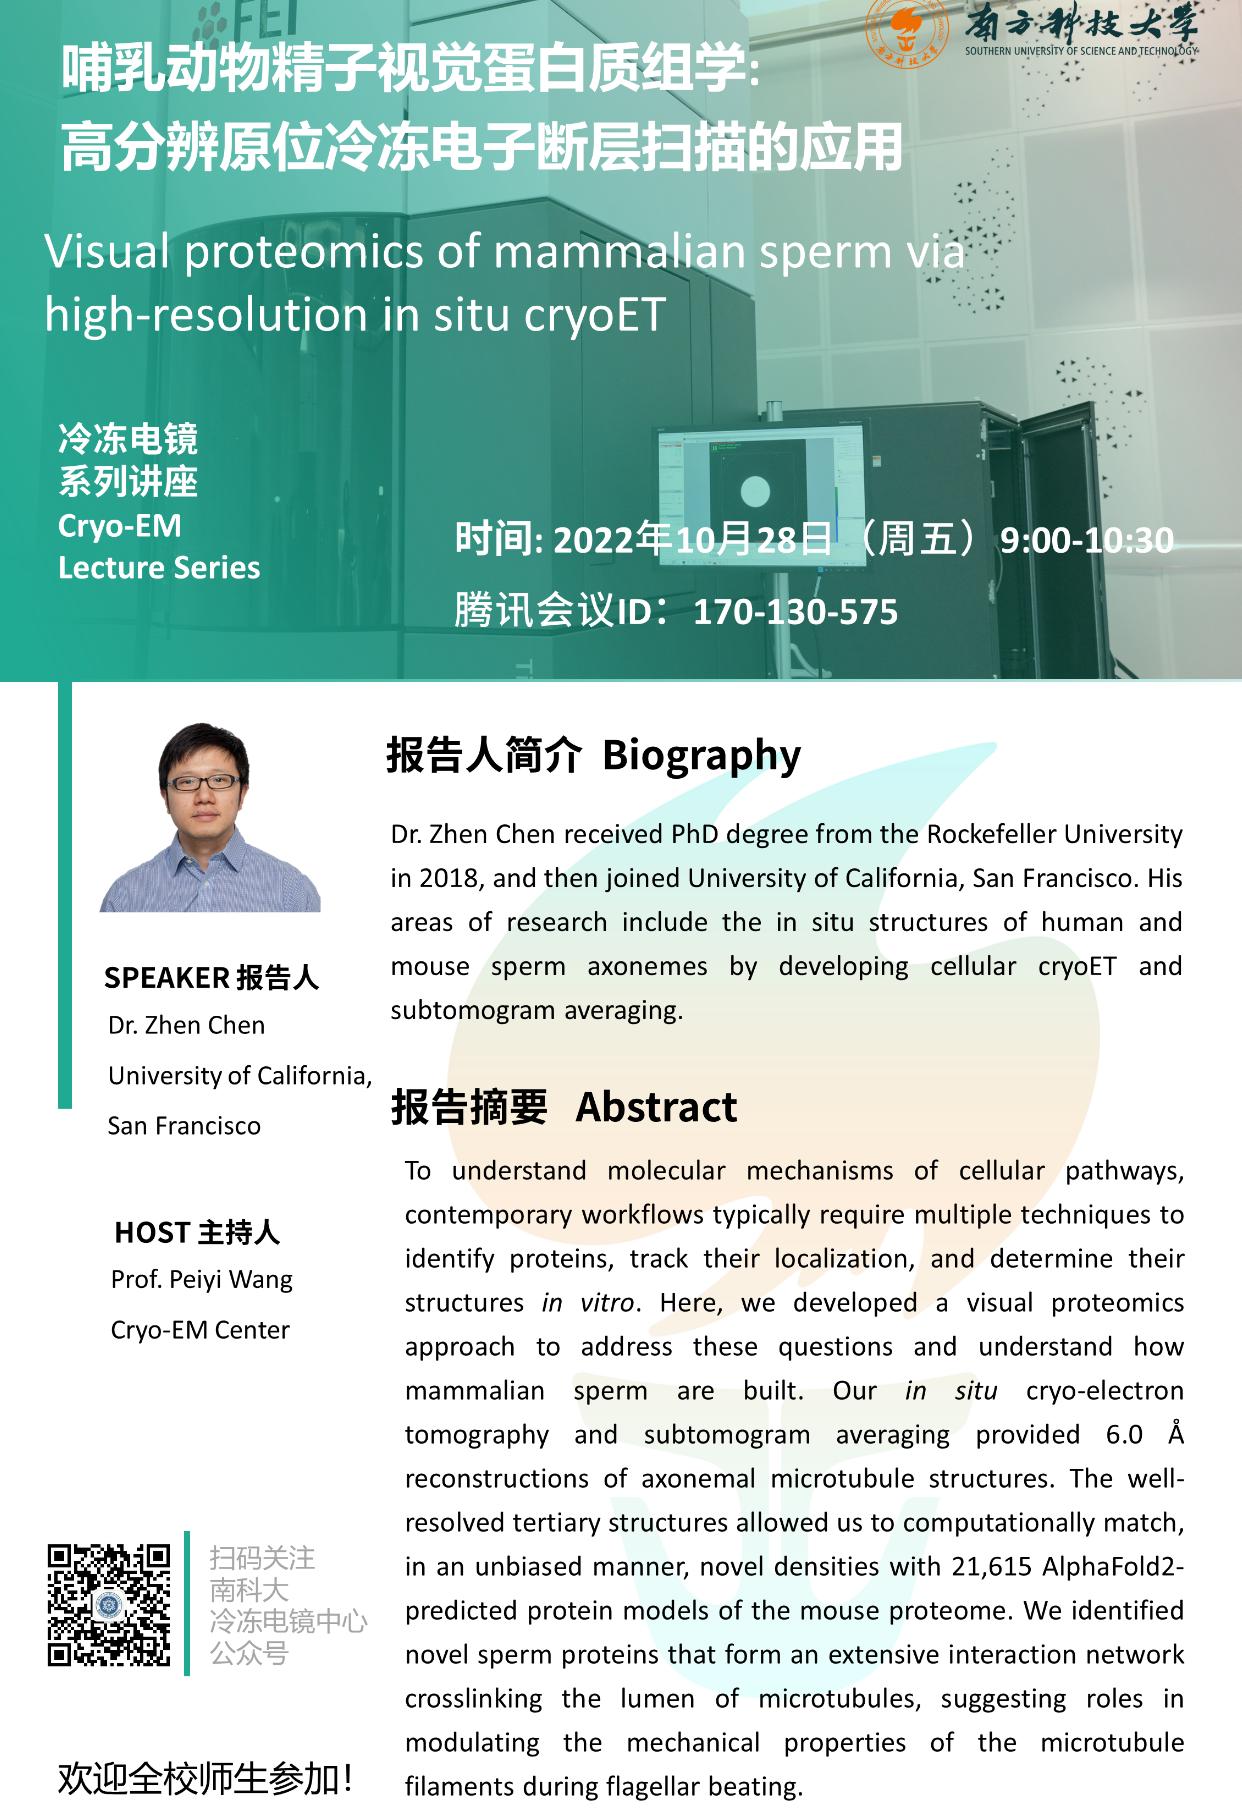 FEI
南方科技大学
SOUTHERN UNIVERSITY OF SCIENCE AND TECHNOLOGY
哺乳动物精子视觉蛋白质组学:
高分辨原位冷冻电子断层扫描的应用
Visual proteomics of mammalian sperm via
high-resolution in situ cryoET
冷冻电镜
系列讲座
Cryo-EM
Lecture Series
时间: 2022年10月28日（周五）9:00-10:30
腾讯会议ID：170-130-575
报告人简介 Biography
Dr. Zhen Chen received PhD degree from the Rockefeller University
in 2018, and then joined University of California, San Francisco. His
areas of research include the in situ structures of human and
mouse sperm axonemes by developing cellular cryoET and
subtomogram averaging.
SPEAKER 报告人
Dr. Zhen Chen
University of California,
San Francisco
HOST 主持人
Prof. Peiyi Wang
Cryo-EM Center
报告摘要 Abstract
To understand molecular mechanisms of cellular pathways,
contemporary workflows typically require multiple techniques to
identify proteins, track their localization, and determine their
structures in vitro. Here, we developed a visual proteomics
approach to address these questions and understand how
mammalian sperm are built. Our in situ cryo-electron
tomography and subtomogram averaging provided 6.0 Å
reconstructions of axonemal microtubule structures. The well-
resolved tertiary structures allowed us to computationally match,
in an unbiased manner, novel densities with 21,615 AlphaFold2-
predicted protein models of the mouse proteome. We identified
novel sperm proteins that form an extensive interaction network
crosslinking the lumen of microtubules, suggesting roles in
modulating the mechanical properties of the microtubule
filaments during flagellar beating.
扫码关注
南科大
冷冻电镜中心
公众号
欢迎全校师生参加！